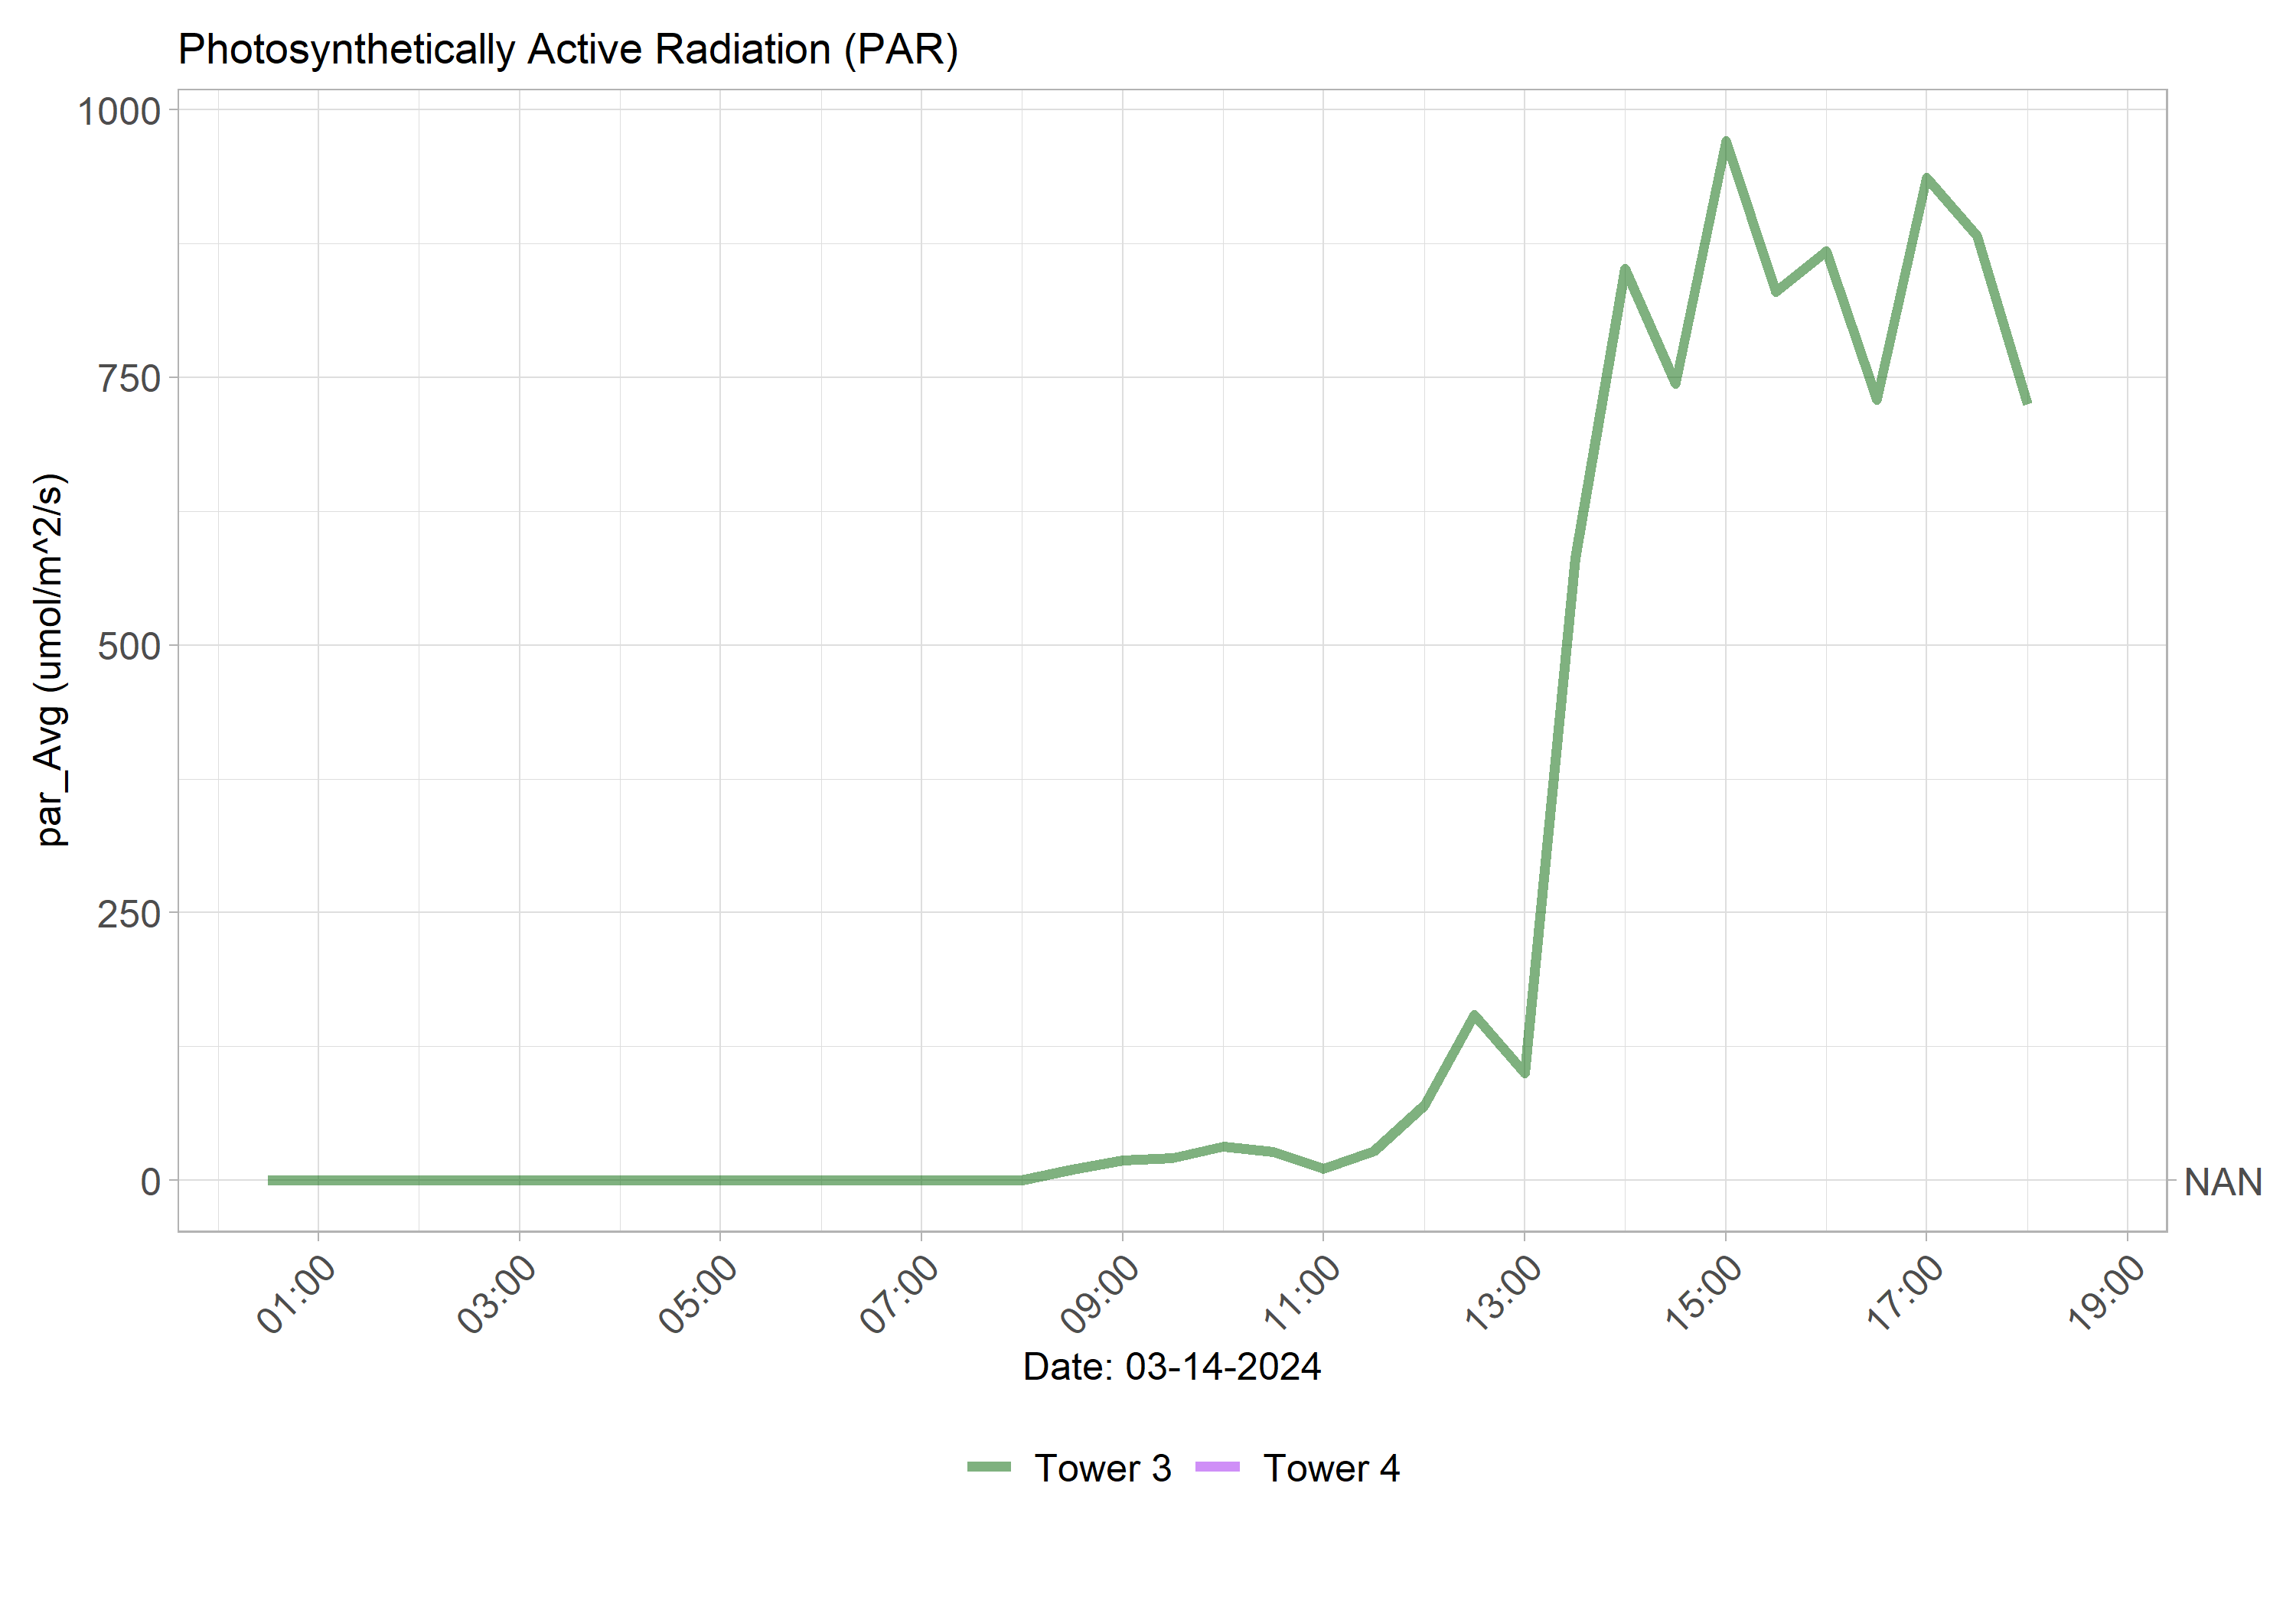 Photosynthetically Active Radiation (PAR)
par_Avg (umol/m^2/s)
1000
750
500
250
0
NAN
01:00
03:00
05:00
07:00
09:00
11:00
13:00
15:00
17:00
19:00
Date: 03-14-2024
Tower 3
Tower 4